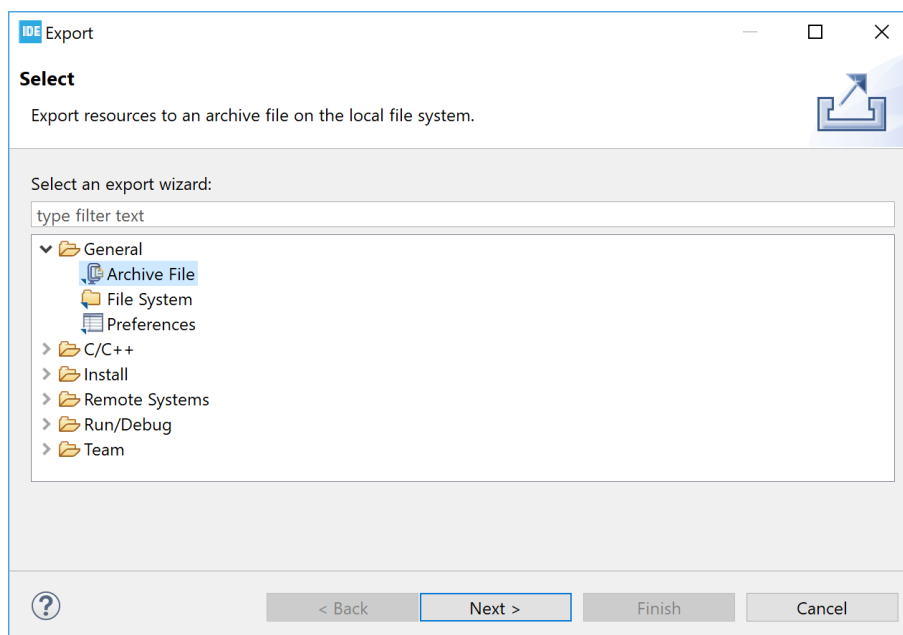 IDE Export
Select
Export resources to an archive file on the local file system.
Select an export wizard:
type filter text
General
Archive File
File System
Preferences
C/C++
Install
Remote Systems
Run/Debug
Team
? < Back Next > Finish Cancel